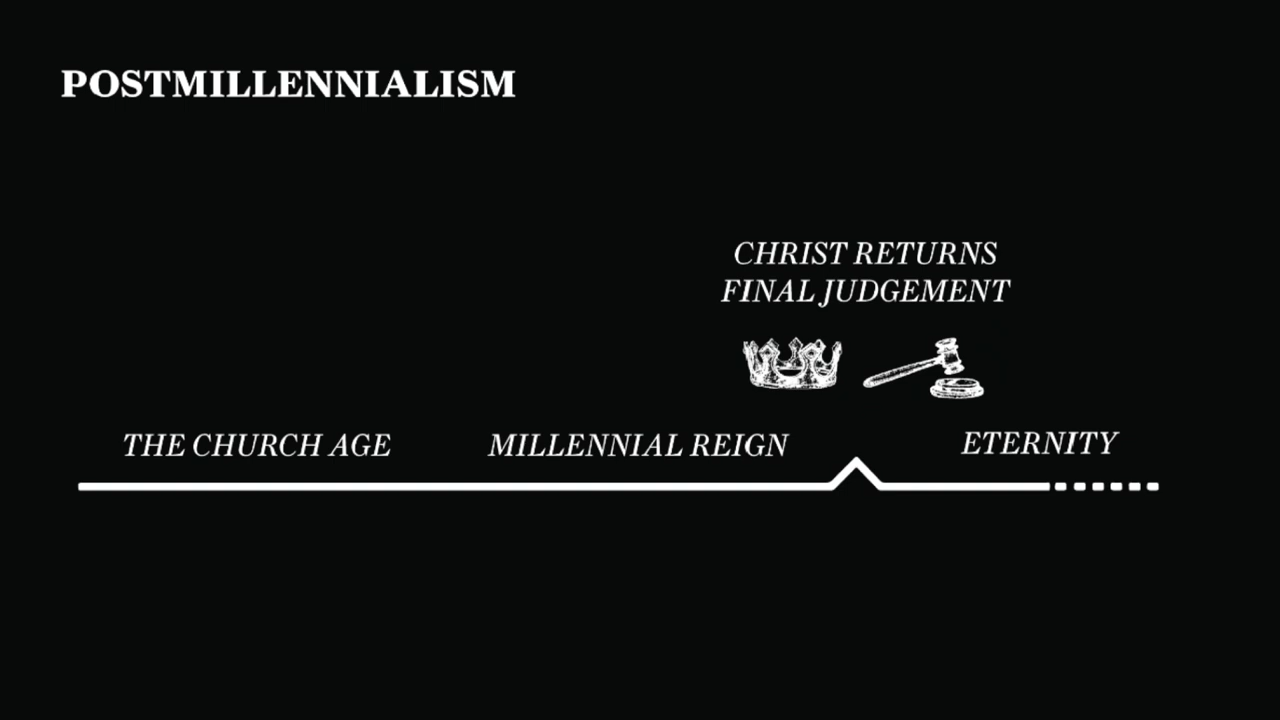 POSTMILLENNIALISM
CHRIST RETURNS
FINAL JUDGEMENT
THE CHURCH AGE
MILLENNIAL REIGN
ETERNITY